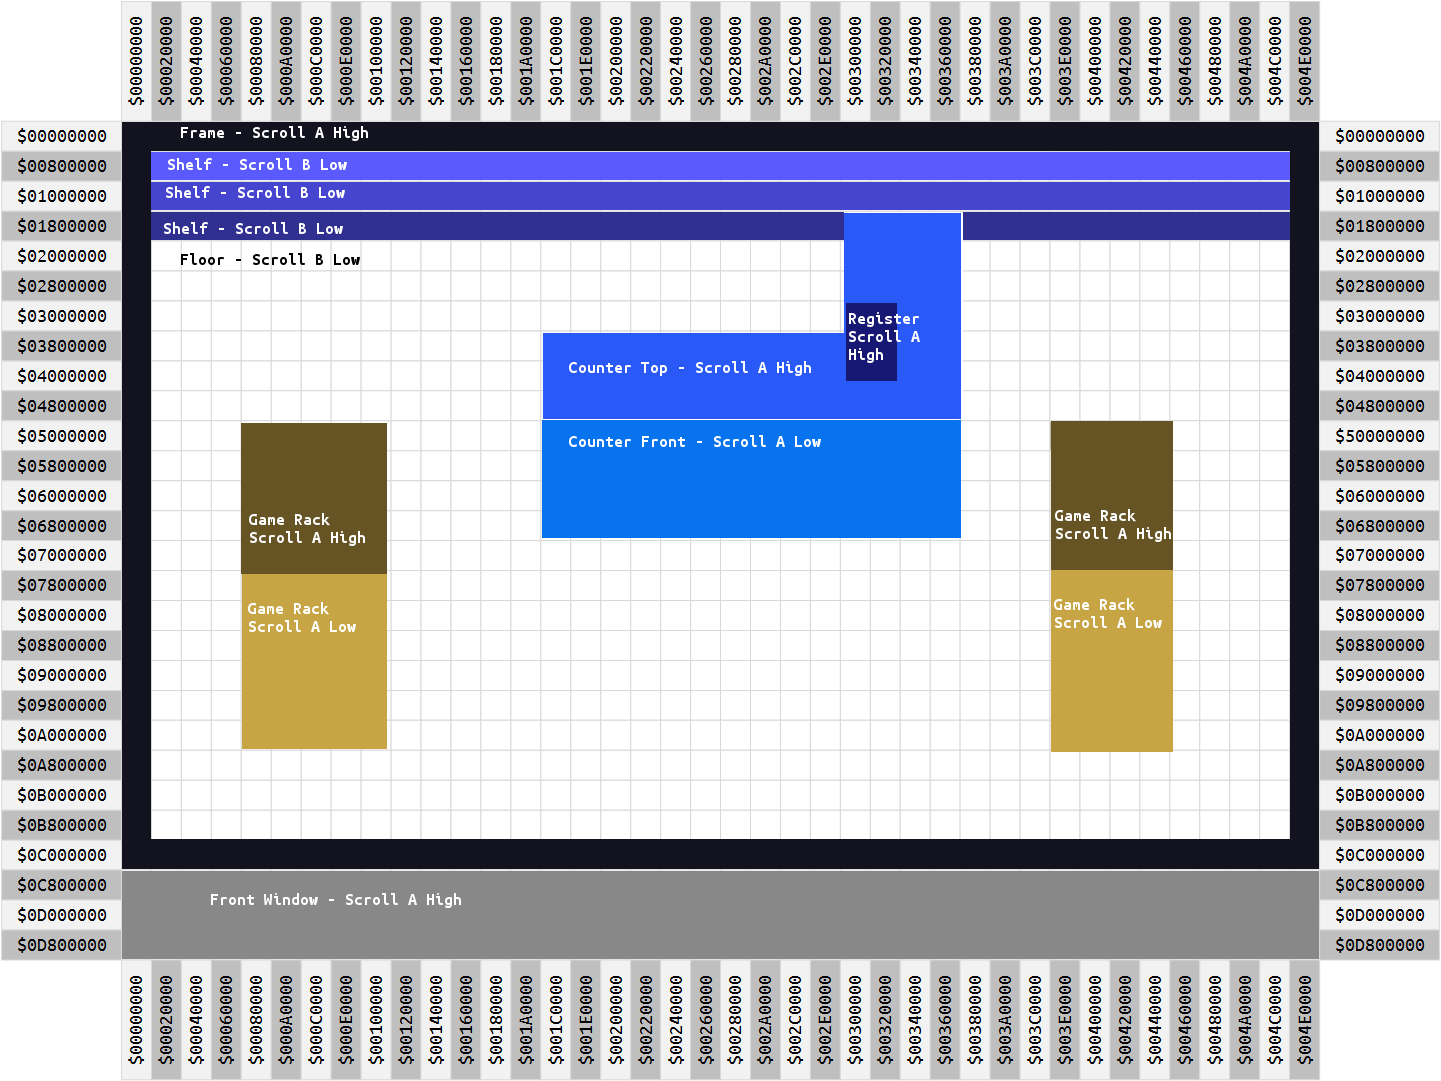 $00000000 $00020000 $00040000 $00060000 $00080000 $000A0000 $000C0000 $000E0000 $00100000 $00120000 $00140000 $00160000 $00180000 $001A0000 $001C0000 $001E0000 $00200000 $00220000 $00240000 $00260000 $00280000 $002A0000 $002C0000 $002E0000 $00300000 $00320000 $00340000 $00360000 $00380000 $003A0000 $003C0000 $003E0000 $00400000 $00420000 $00440000 $00460000 $00480000 $004A0000 $004C0000 $004E0000
$00000000 Frame - Scroll A High $00000000
$00800000 Shelf - Scroll B Low $00800000
$01000000 Shelf - Scroll B Low $01000000
$01800000 Shelf - Scroll B Low $01800000
$02000000 Floor - Scroll B Low $02000000
$02800000 $02800000
$03000000 Register $03000000
Scroll A
$03800000 High $03800000
$04000000 Counter Top - Scroll A High $04000000
$04800000 $04800000
$05000000 Counter Front - Scroll A Low $50000000
$05800000 $05800000
$06000000 $06000000
$06800000 Game Rack Game Rack $06800000
Scroll A High Scroll A High
$07000000 $07000000
$07800000 $07800000
$08000000 Game Rack Game Rack $08000000
Scroll A Low Scroll A Low
$08800000 $08800000
$09000000 $09000000
$09800000 $09800000
$0A000000 $0A000000
$0A800000 $0A800000
$0B000000 $0B000000
$0B800000 $0B800000
$0C000000 $0C000000
$0C800000 Front Window - Scroll A High $0C800000
$0D000000 $0D000000
$0D800000 $0D800000
$00000000 $00020000 $00040000 $00060000 $00080000 $000A0000 $000C0000 $000E0000 $00100000 $00120000 $00140000 $00160000 $00180000 $001A0000 $001C0000 $001E0000 $00200000 $00220000 $00240000 $00260000 $00280000 $002A0000 $002C0000 $002E0000 $00300000 $00320000 $00340000 $00360000 $00380000 $003A0000 $003C0000 $003E0000 $00400000 $00420000 $00440000 $00460000 $00480000 $004A0000 $004C0000 $004E0000